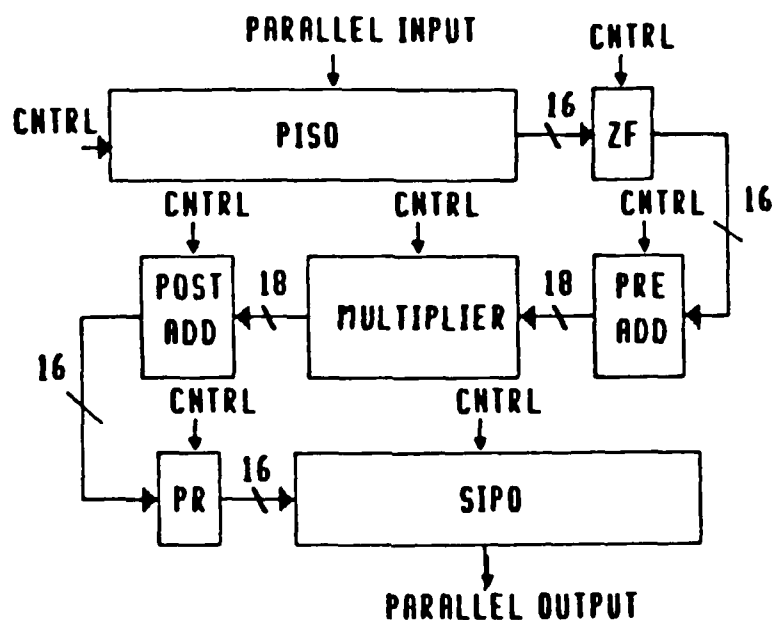 PARALLEL INPUT
CNTRL
CNTRL
PISO
16
ZF
16
CNTRL
CNTRL
CNTRL
POST
ADD
18
MULTIPLIER
18
PRE
ADD
16
CNTRL
CNTRL
PR
16
SIPO
PARALLEL OUTPUT